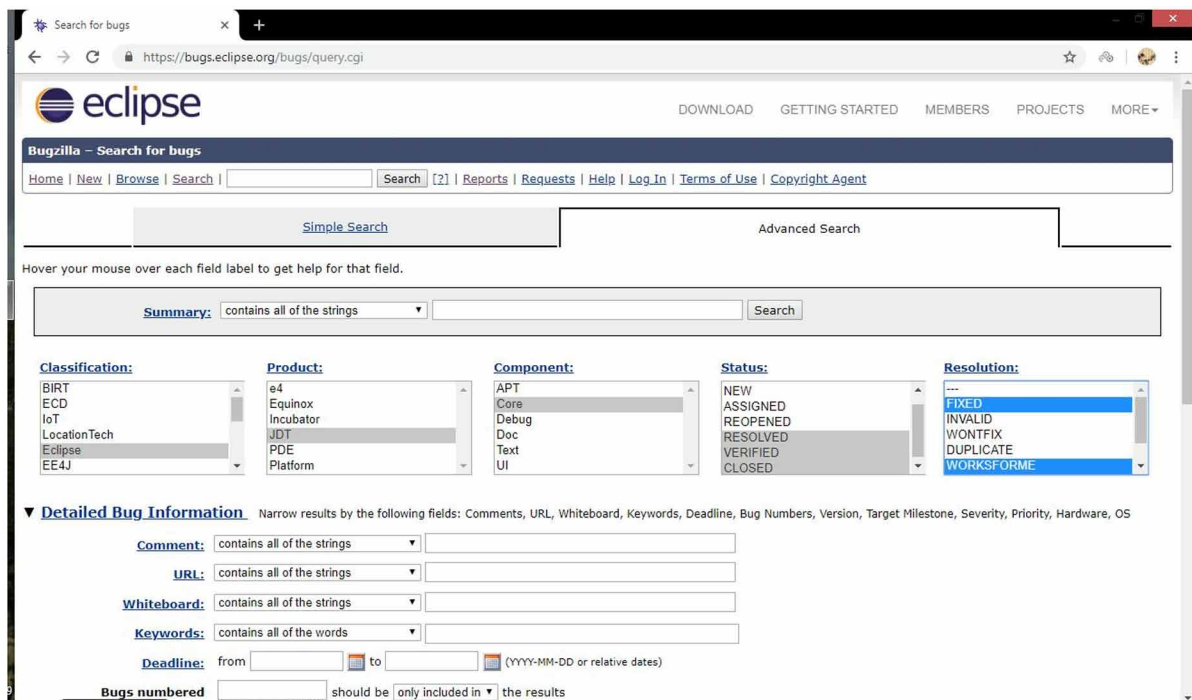 Search for bugs
https://bugs.eclipse.org/bugs/query.cgi
eclipse
DOWNLOAD GETTING STARTED MEMBERS PROJECTS MORE
Bugzilla – Search for bugs
Home | New | Browse | Search | Search [?] | Reports | Requests | Help | Log In | Terms of Use | Copyright Agent
Simple Search Advanced Search
Hover your mouse over each field label to get help for that field.
Summary: contains all of the strings Search
Classification: Product: Component: Status: Resolution:
BIRT e4 APT NEW ---
ECD Equinox Core ASSIGNED FIXED
IoT Incubator Debug REOPENED INVALID
LocationTech JDT Doc RESOLVED WONTFIX
Eclipse PDE Text VERIFIED DUPLICATE
EE4J Platform UI CLOSED WORKSFORME
Detailed Bug Information Narrow results by the following fields: Comments, URL, Whiteboard, Keywords, Deadline, Bug Numbers, Version, Target Milestone, Severity, Priority, Hardware, OS
Comment: contains all of the strings
URL: contains all of the strings
Whiteboard: contains all of the strings
Keywords: contains all of the words
Deadline: from to (YYYY-MM-DD or relative dates)
Bugs numbered should be only included in the results